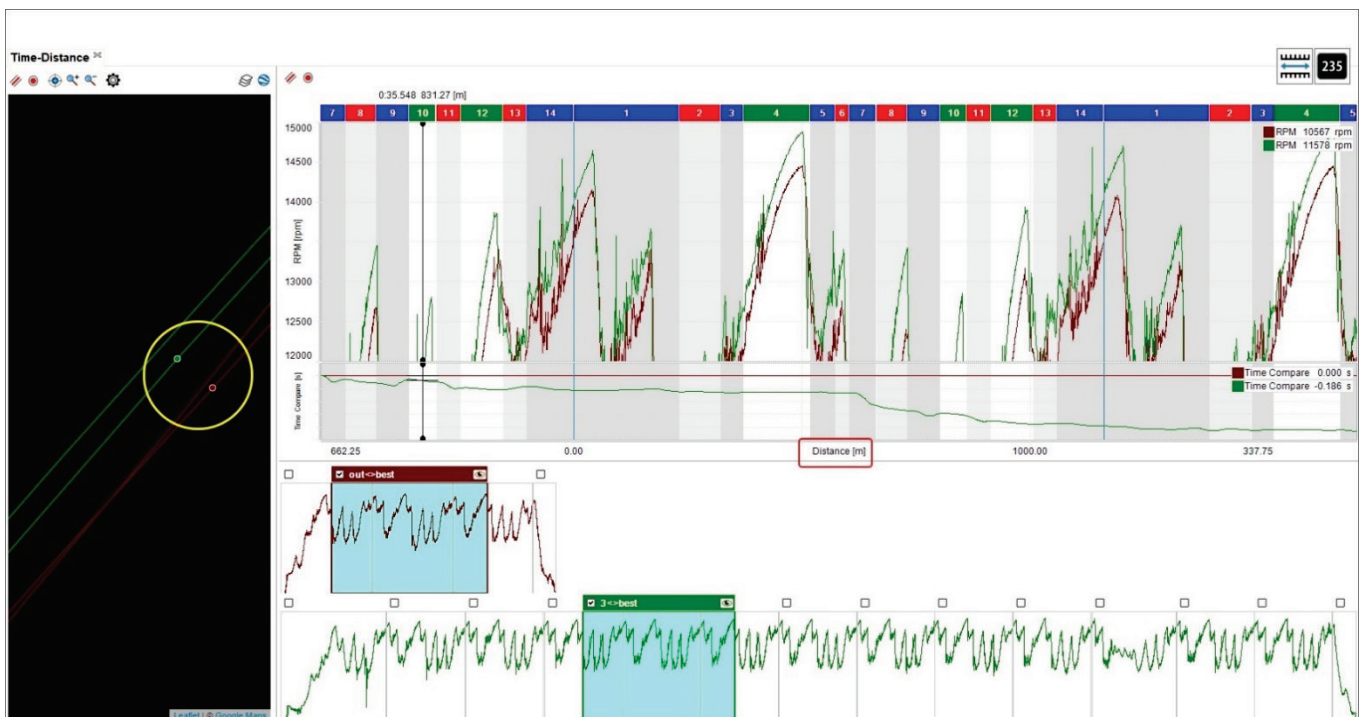 Time-Distance
235
0:35.548 831.27 [m]
7 8 9 10 11 12 13 14 1 2 3 4 5 6 7 8 9 10 11 12 13 14 1 2 3 4 5
15000
14500
14000
13000
12500
12000
RPM [rpm]
RPM 10567 rpm
RPM 11578 rpm
Time Compare [s]
Time Compare 0.000 s
Time Compare -0.186 s
662.25 0.00 Distance [m] 1000.00 337.75
out<>best
3<>best
Leaflet | © Google Maps